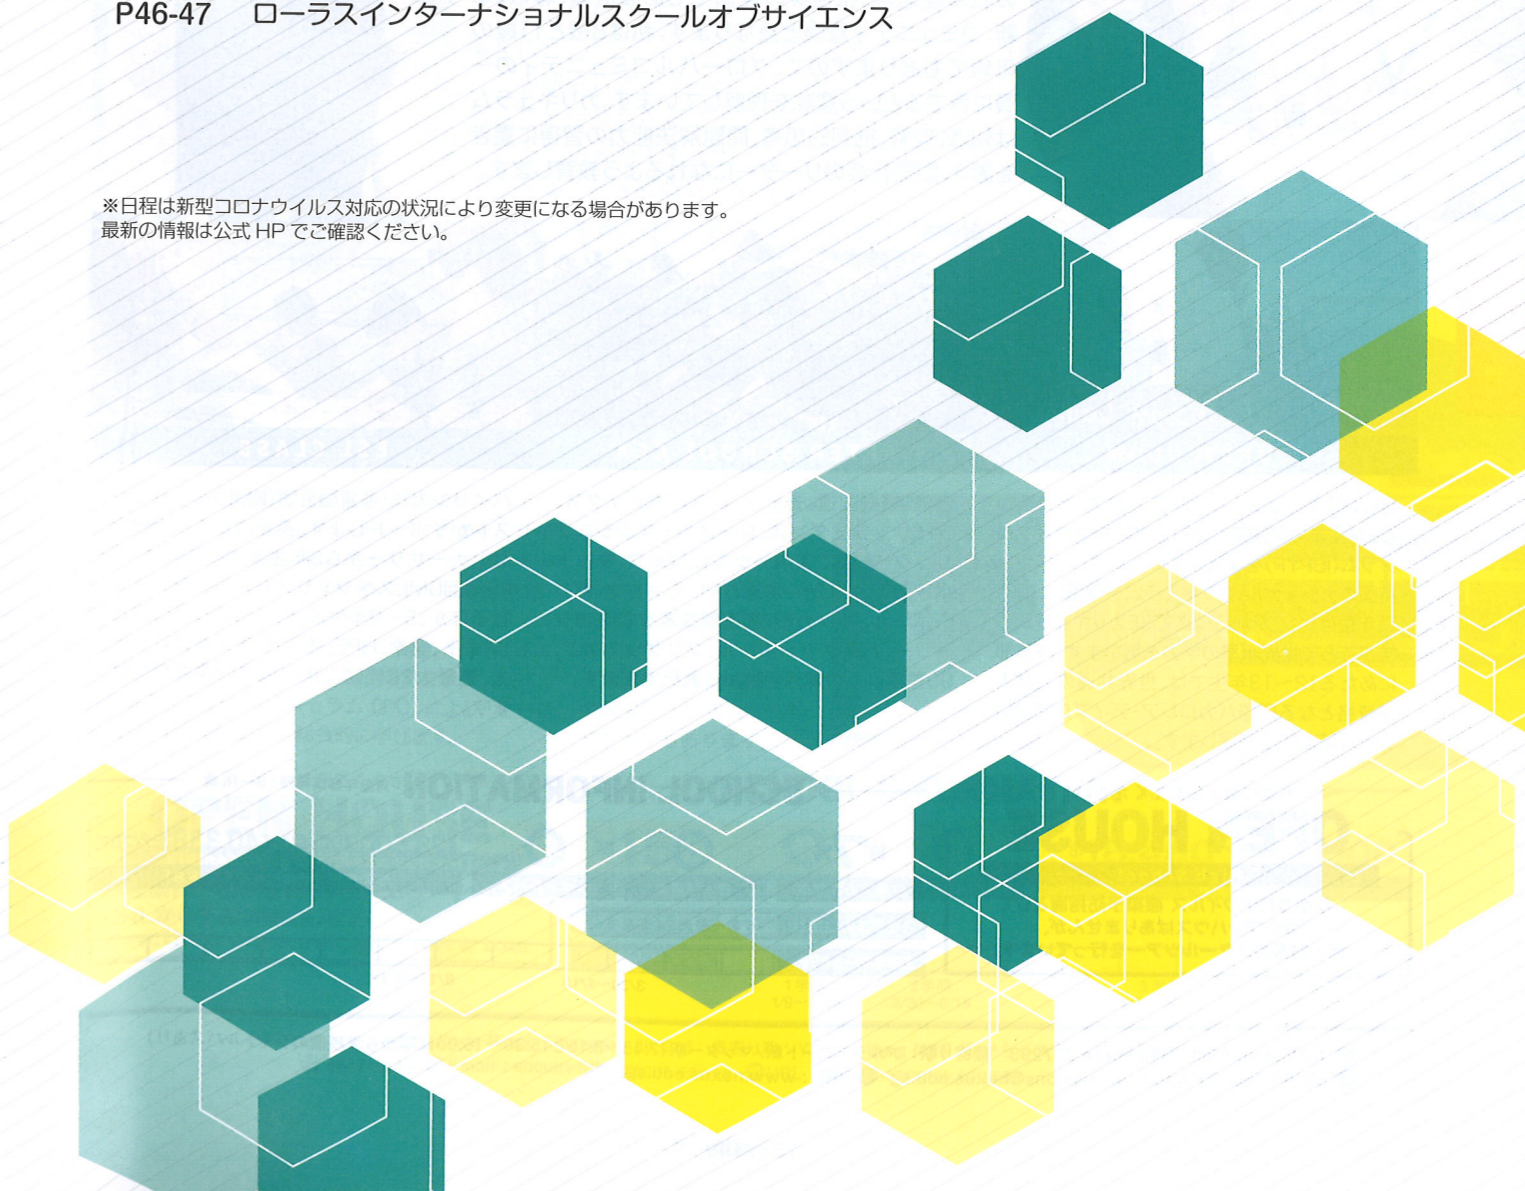 P46-47 ローラスインターナショナルスクールオブサイエンス
※日程は新型コロナウイルス対応の状況により変更になる場合があります。
最新の情報は公式 HP でご確認ください。